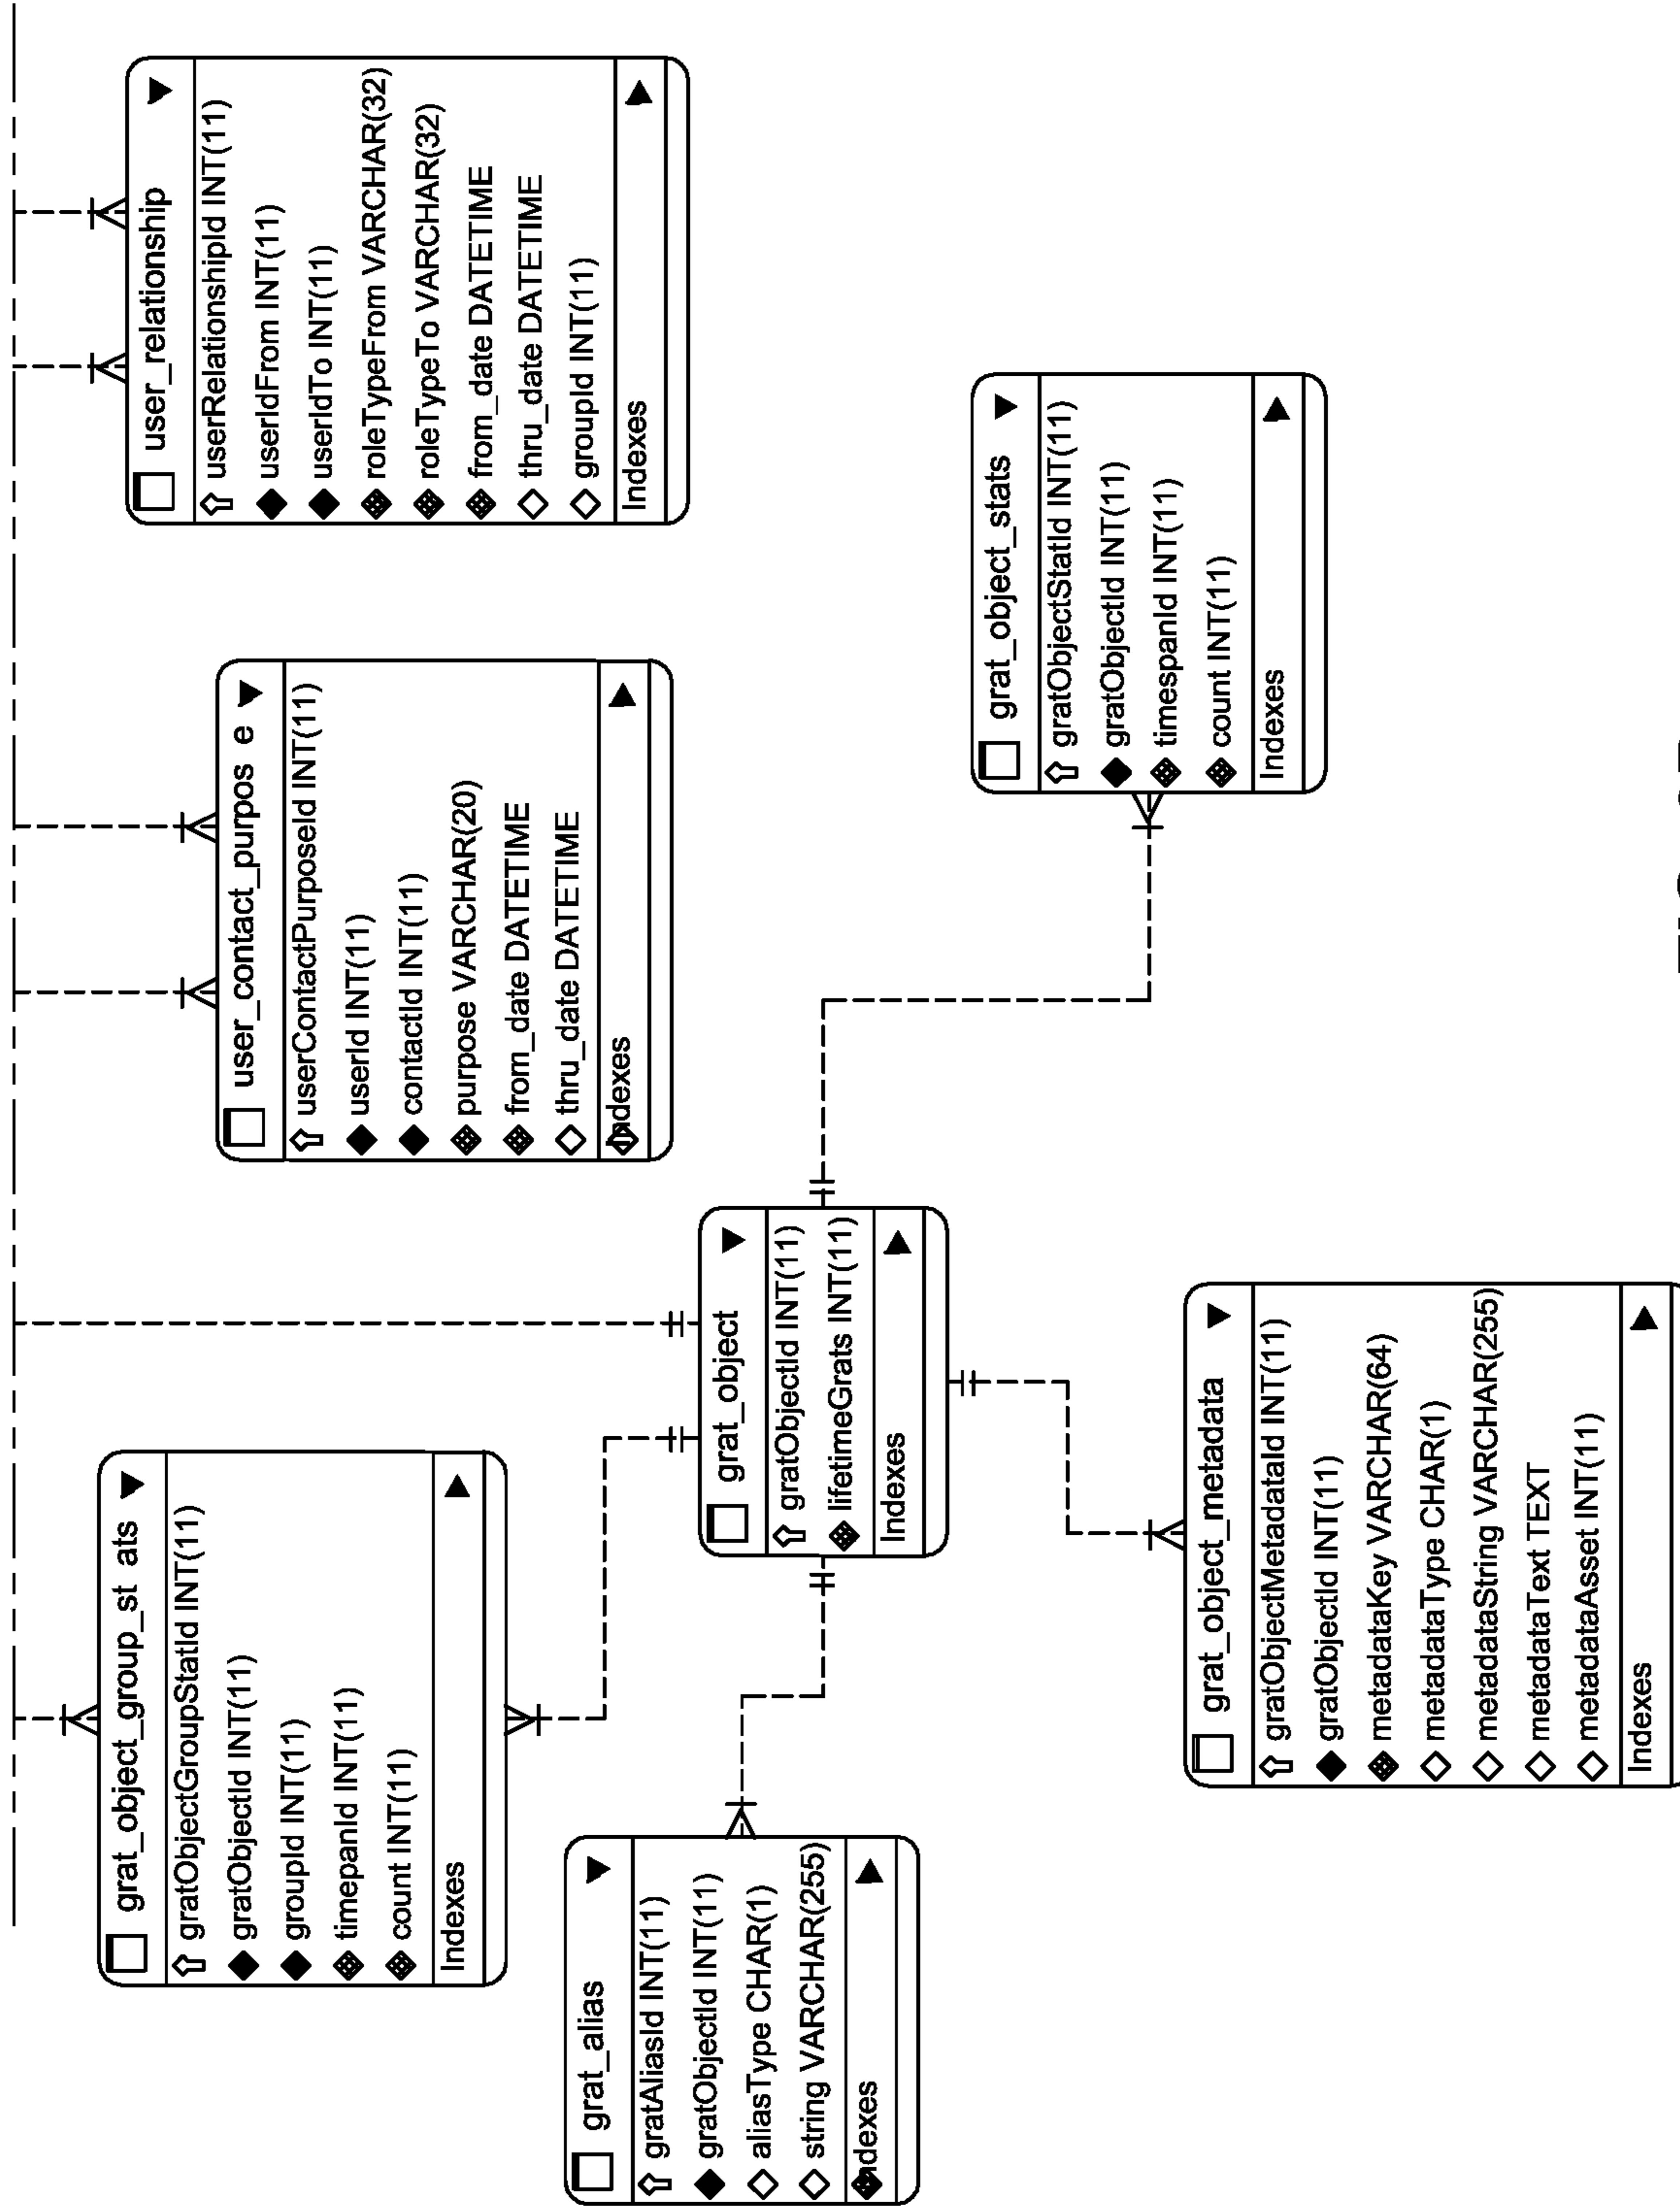 grat_object_group_st ats
gratObjectGroupStatId INT(11)
gratObjectId INT(11)
groupId INT(11)
timepanId INT(11)
count INT(11)
Indexes
user_contact_purpos e
userContactPurposeId INT(11)
userId INT(11)
contactId INT(11)
purpose VARCHAR(20)
from_date DATETIME
thru_date DATETIME
Indexes
user_relationship
userRelationshipId INT(11)
userIdFrom INT(11)
userIdTo INT(11)
roleTypeFrom VARCHAR(32)
roleTypeTo VARCHAR(32)
from_date DATETIME
thru_date DATETIME
groupId INT(11)
Indexes
grat_alias
gratAliasId INT(11)
gratObjectId INT(11)
aliasType CHAR(1)
string VARCHAR(255)
Indexes
grat_object
gratObjectId INT(11)
lifetimeGrats INT(11)
Indexes
grat_object_stats
gratObjectStatId INT(11)
gratObjectId INT(11)
timespanId INT(11)
count INT(11)
Indexes
grat_object_metadata
gratObjectMetadataId INT(11)
gratObjectId INT(11)
metadataKey VARCHAR(64)
metadataType CHAR(1)
metadataString VARCHAR(255)
metadataText TEXT
metadataAsset INT(11)
Indexes